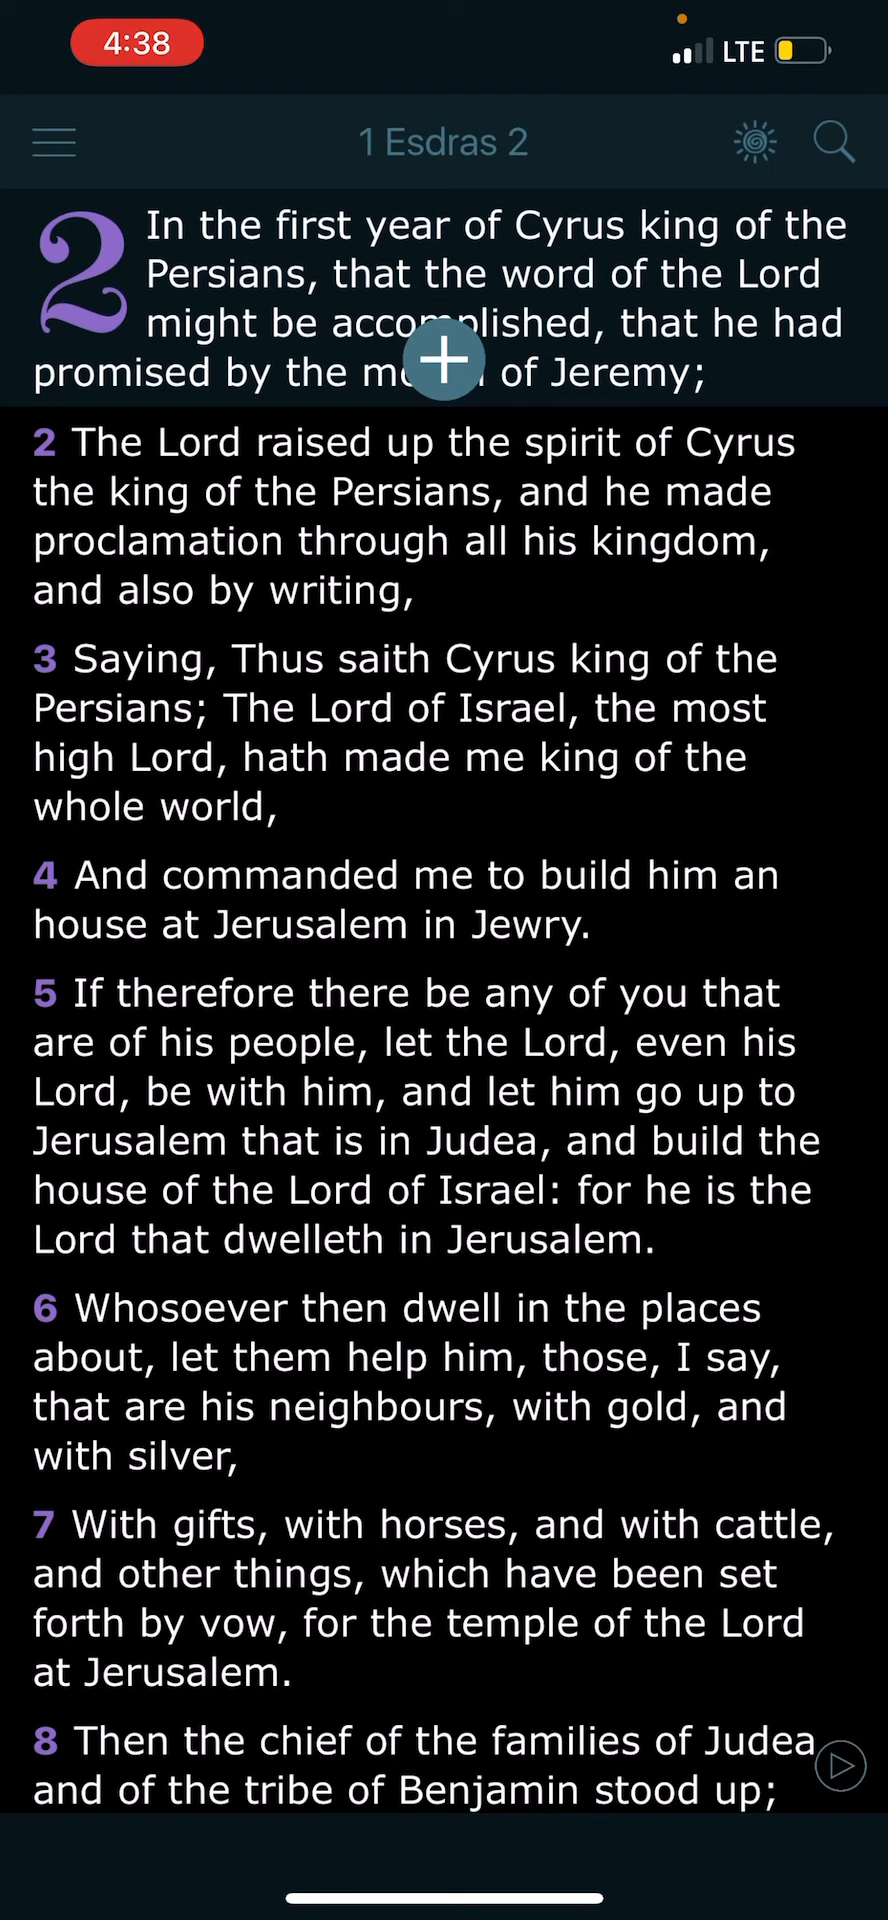 4:38
LTE
1 Esdras 2
2 In the first year of Cyrus king of the
Persians, that the word of the Lord
might be accomplished, that he had
promised by the of Jeremy;
2 The Lord raised up the spirit of Cyrus
the king of the Persians, and he made
proclamation through all his kingdom,
and also by writing,
3 Saying, Thus saith Cyrus king of the
Persians; The Lord of Israel, the most
high Lord, hath made me king of the
whole world,
4 And commanded me to build him an
house at Jerusalem in Jewry.
5 If therefore there be any of you that
are of his people, let the Lord, even his
Lord, be with him, and let him go up to
Jerusalem that is in Judea, and build the
house of the Lord of Israel: for he is the
Lord that dwelleth in Jerusalem.
6 Whosoever then dwell in the places
about, let them help him, those, I say,
that are his neighbours, with gold, and
with silver,
7 With gifts, with horses, and with cattle,
and other things, which have been set
forth by vow, for the temple of the Lord
at Jerusalem.
8 Then the chief of the families of Judea
and of the tribe of Benjamin stood up;